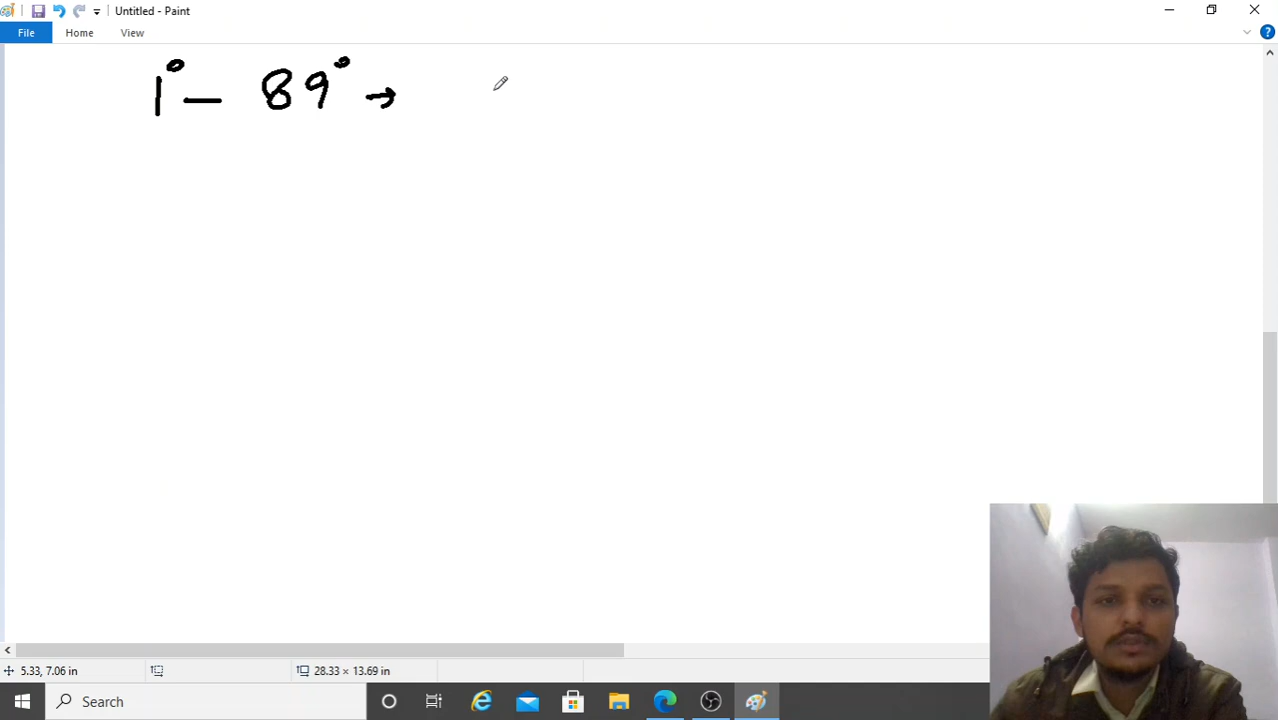 Untitled - Paint
File Home View
1° - 89° →
5.33, 7.06 in 28.33 × 13.69 in
Search